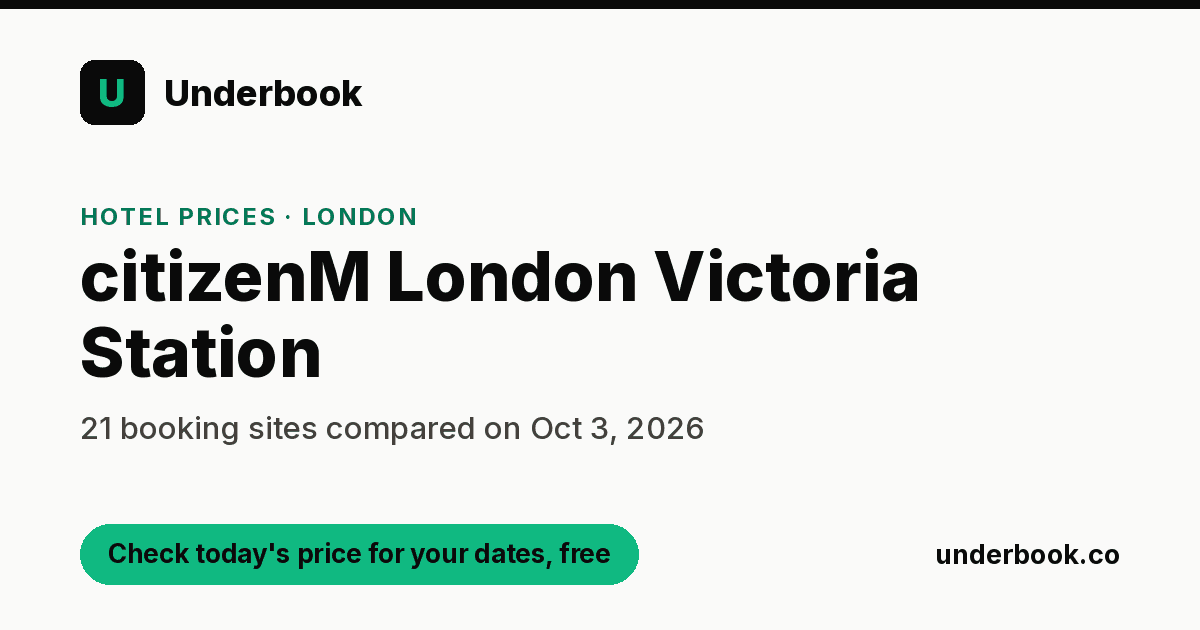 U Underbook
HOTEL PRICES · LONDON
citizenM London Victoria
Station
21 booking sites compared on Oct 3, 2026
Check today's price for your dates, free
underbook.co